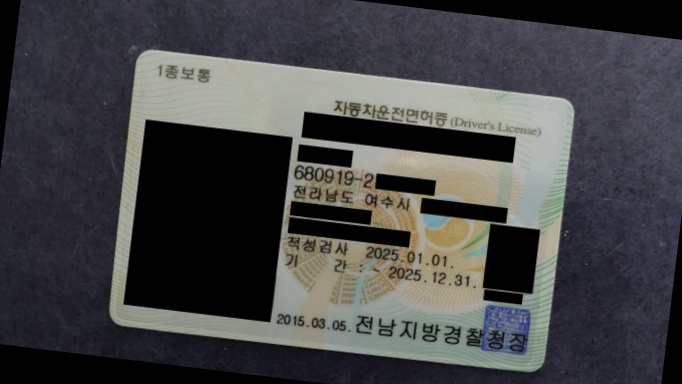 1종보통
자동차운전면허증 (Driver's License)
680919-2
전라남도 여수시
적성검사 2025.01.01.
기 간 : ~ 2025.12.31.
2015.03.05. 전남지방경찰청장